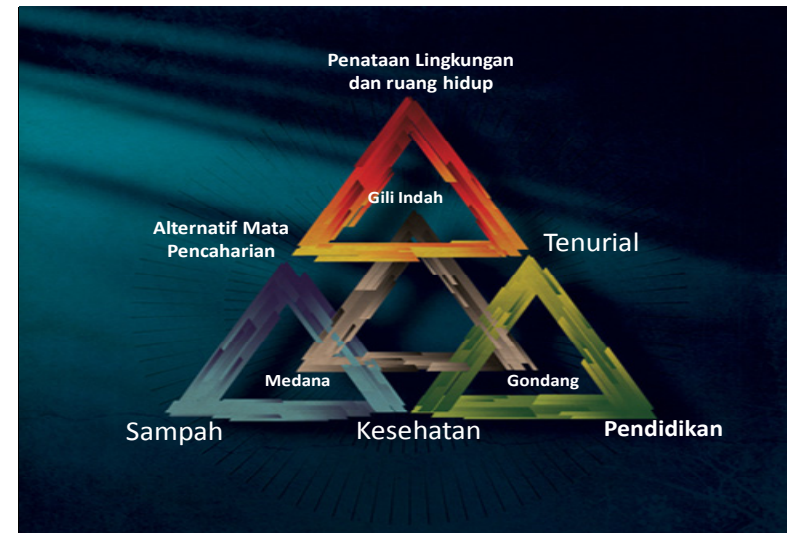 Penataan Lingkungan
dan ruang hidup
Gili Indah
Alternatif Mata
Pencaharian
Tenurial
Medana
Gondang
Sampah
Kesehatan
Pendidikan